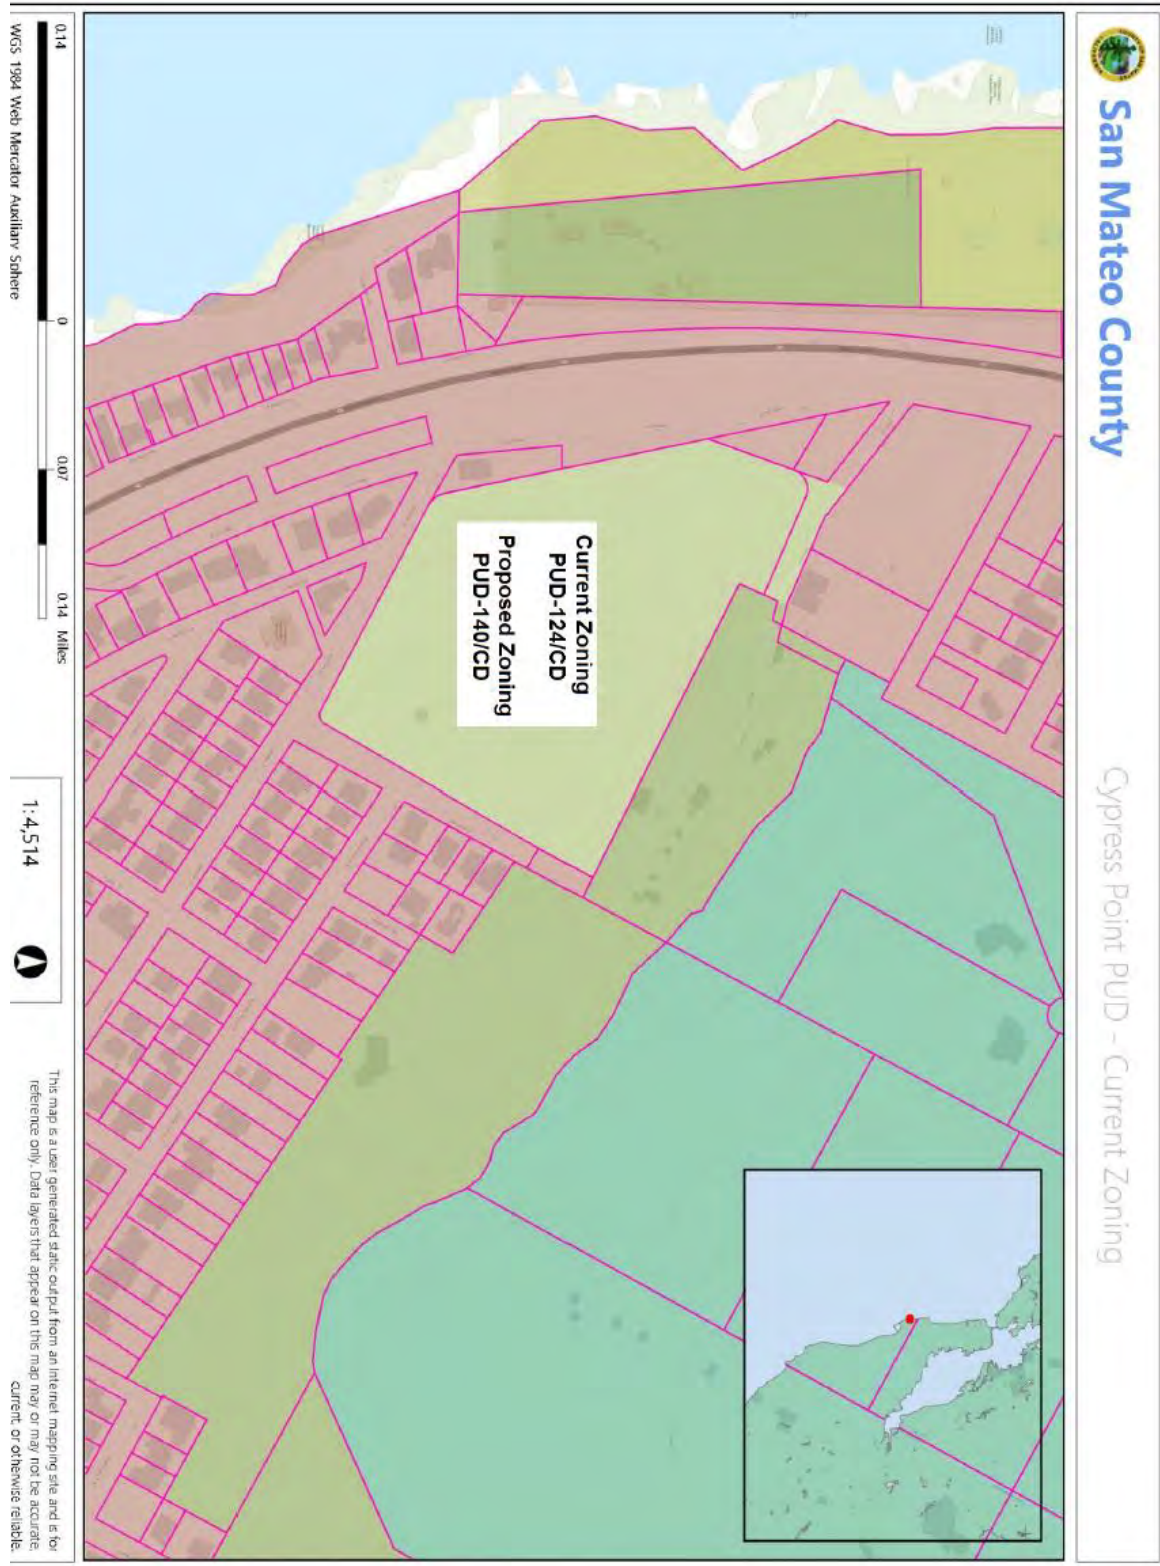 San Mateo County
Cypress Point PUD - Current Zoning
Current Zoning
PUD-124/CD
Proposed Zoning
PUD-140/CD
0.14
0
0.07
0.14 Miles
WGS 1984 Web Mercator Auxiliary Sphere
1:4,514
This map is a user generated static output from an Internet mapping site and is for
reference only. Data layers that appear on this map may or may not be accurate,
current, or otherwise reliable.